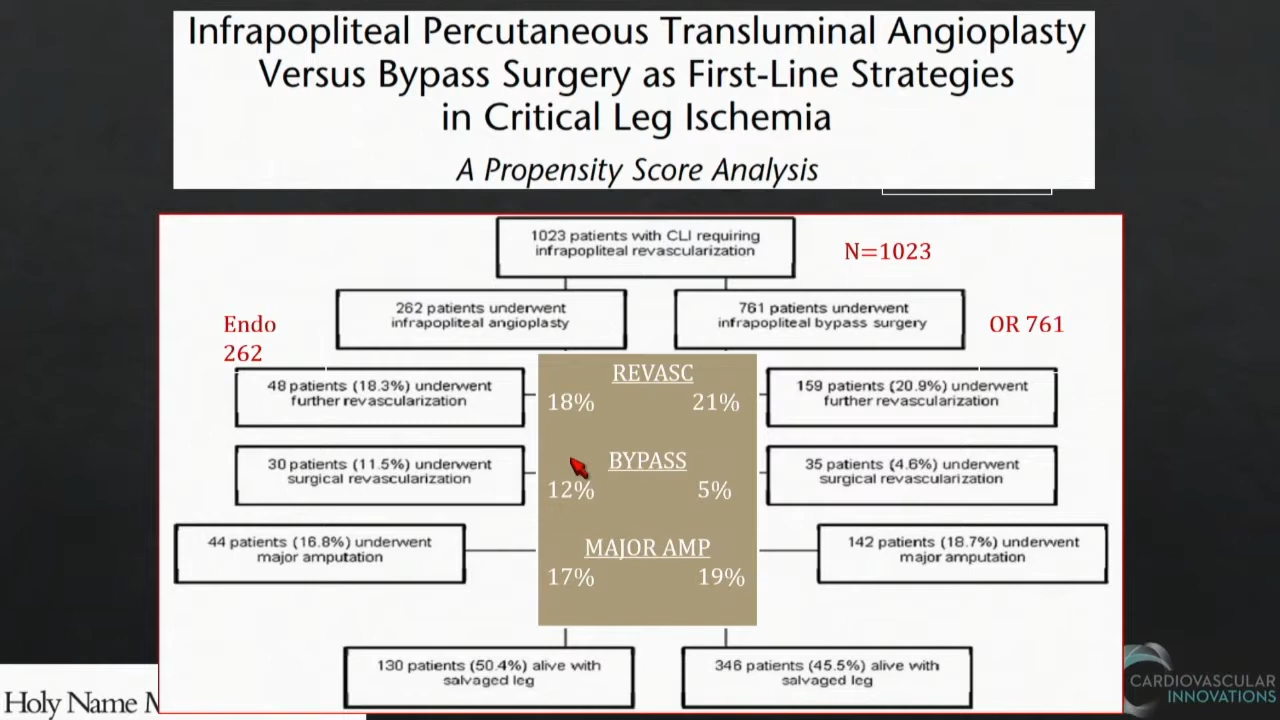 Infrapopliteal Percutaneous Transluminal Angioplasty
Versus Bypass Surgery as First-Line Strategies
in Critical Leg Ischemia
A Propensity Score Analysis
1023 patients with CLI requiring
infrapopliteal revascularization
N=1023
262 patients underwent
infrapopliteal angioplasty
761 patients underwent
infrapopliteal bypass surgery
Endo
262
OR 761
48 patients (18.3%) underwent
further revascularization
REVASC
18% 21%
159 patients (20.9%) underwent
further revascularization
30 patients (11.5%) underwent
surgical revascularization
BYPASS
12% 5%
35 patients (4.6%) underwent
surgical revascularization
44 patients (16.8%) underwent
major amputation
MAJOR AMP
17% 19%
142 patients (18.7%) underwent
major amputation
130 patients (50.4%) alive with
salvaged leg
346 patients (45.5%) alive with
salvaged leg
Holy Name
CARDIOVASCULAR
INNOVATIONS